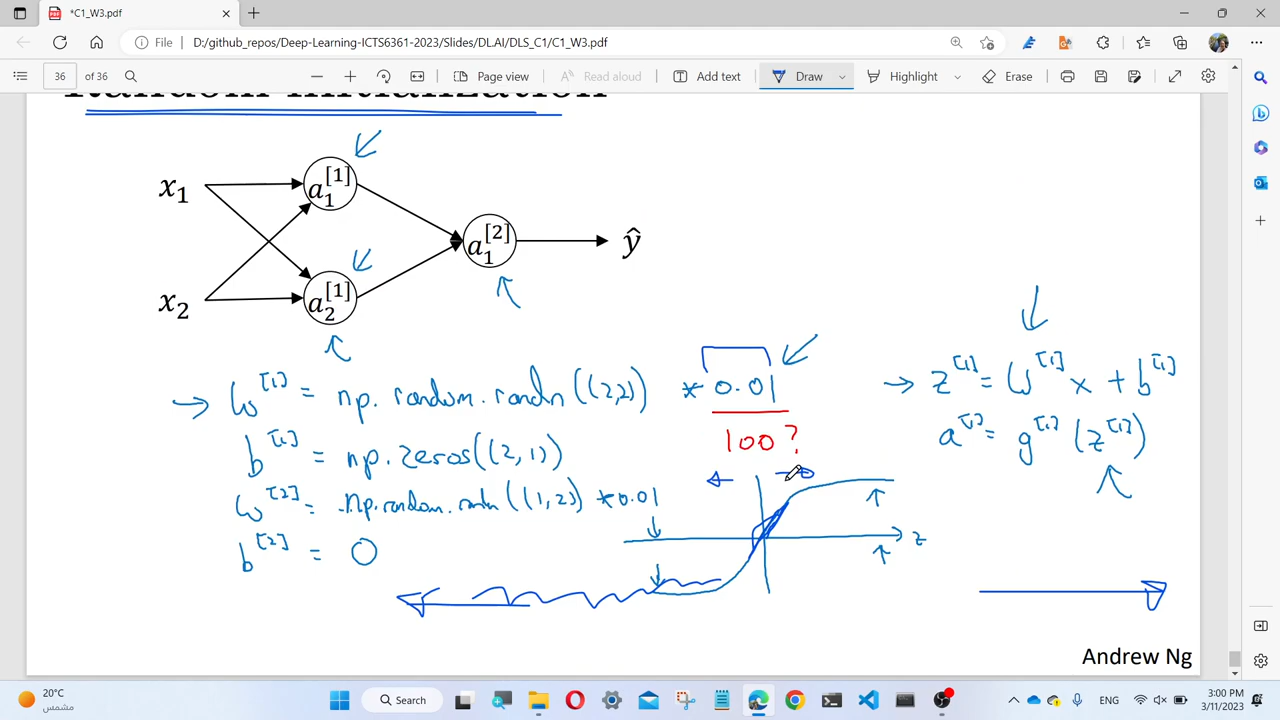 *C1_W3.pdf
File
D:/github_repos/Deep-Learning-ICTS6361-2023/Slides/DL.AI/DLS_C1/C1_W3.pdf
36 of 36
Page view
Read aloud
Add text
Draw
Highlight
Erase
Random Initialization
x1
x2
a1[1]
a2[1]
a1[2]
ŷ
→ W[1] = np.random.randn((2,2)) * 0.01
100?
b[1] = np.zeros((2,1))
W[2] = np.random.randn((1,2)) * 0.01
b[2] = 0
→ z[1] = W[1] x + b[1]
a[1] = g[1] (z[1])
z
Andrew Ng
20°C
مشمس
Search
ENG
3:00 PM
3/11/2023